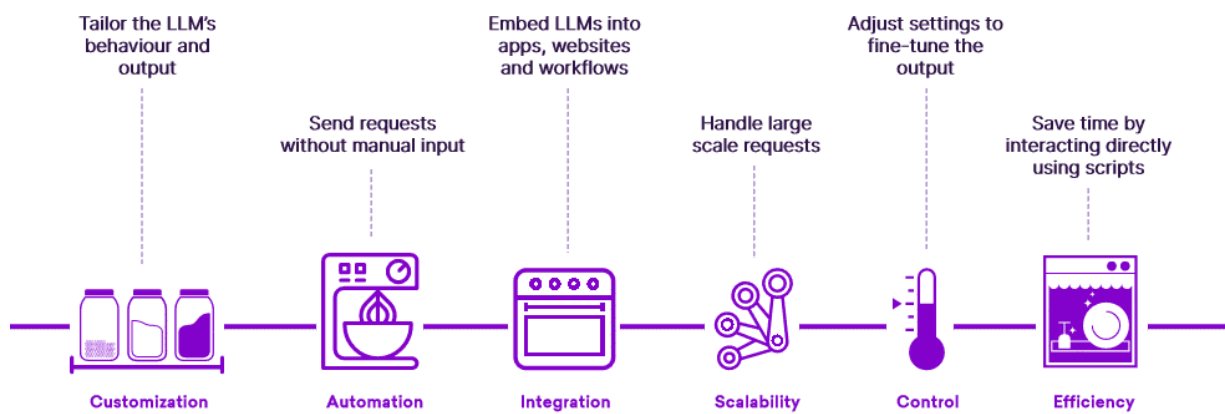 Tailor the LLM's
behaviour and
output
Send requests
without manual input
Embed LLMs into
apps, websites
and workflows
Handle large
scale requests
Adjust settings to
fine-tune the
output
Save time by
interacting directly
using scripts
Customization
Automation
Integration
Scalability
Control
Efficiency